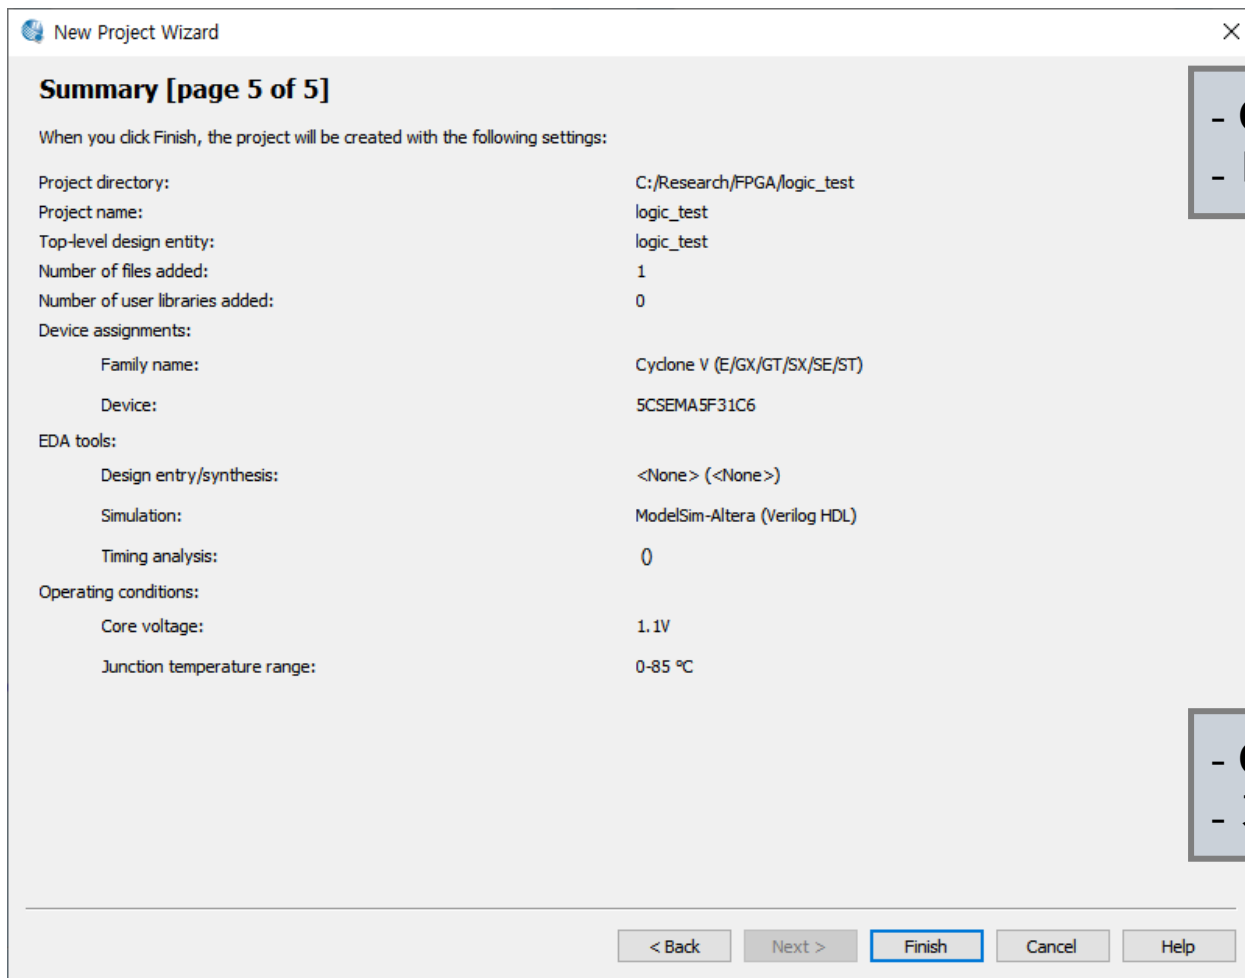 New Project Wizard
Summary [page 5 of 5]
When you click Finish, the project will be created with the following settings:
Project directory: C:/Research/FPGA/logic_test
Project name: logic_test
Top-level design entity: logic_test
Number of files added: 1
Number of user libraries added: 0
Device assignments:
Family name: Cyclone V (E/GX/GT/SX/SE/ST)
Device: 5CSEMA5F31C6
EDA tools:
Design entry/synthesis: <None> (<None>)
Simulation: ModelSim-Altera (Verilog HDL)
Timing analysis: ()
Operating conditions:
Core voltage: 1.1V
Junction temperature range: 0-85 ºC
< Back Next > Finish Cancel Help